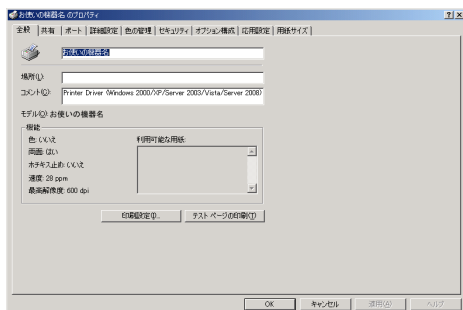 お使いの機器名 のプロパティ
全般 共有 ポート 詳細設定 色の管理 セキュリティ オプション構成 応用設定 用紙サイズ
お使いの機器名
場所(L):
コメント(C): Printer Driver (Windows 2000/XP/Server 2003/Vista/Server 2008)
モデル(O): お使いの機器名
機能
色: いいえ 利用可能な用紙:
両面: はい
ホチキス止め: いいえ
速度: 28 ppm
最高解像度: 600 dpi
印刷設定(I)... テスト ページの印刷(T)
OK キャンセル 適用(A) ヘルプ